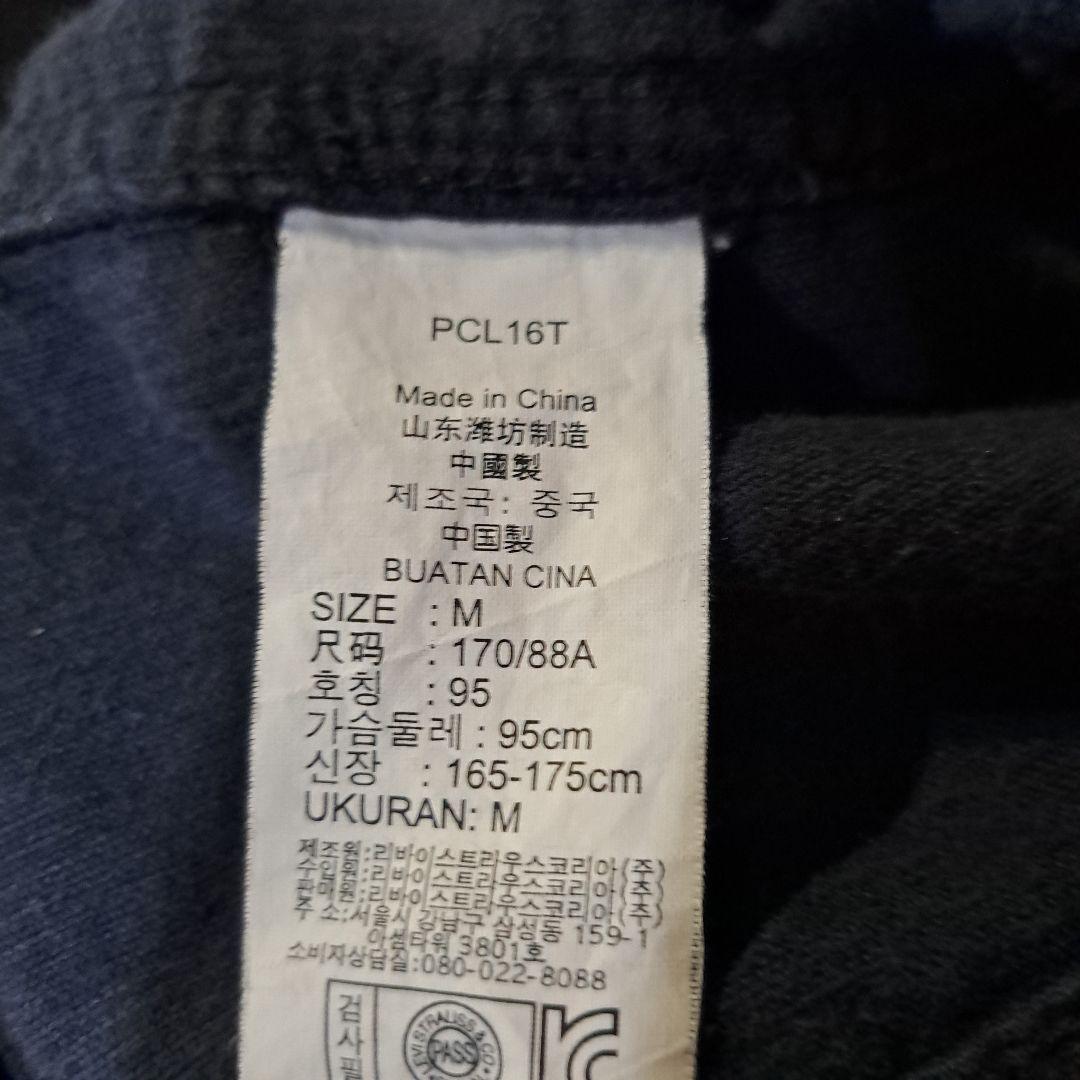 PCL16T
Made in China
山东潍坊制造
中國製
제조국: 중국
中国製
BUATAN CINA
SIZE : M
尺码 : 170/88A
호칭 : 95
가슴둘레 : 95cm
신장 : 165-175cm
UKURAN: M
제조원:리바이스트라우스코리아(주)
수입원:리바이스트라우스코리아(주)
판매원:리바이스트라우스코리아(주)
주 소:서울시 강남구 삼성동 159-1
아셈타워 3801호
소비자상담실:080-022-8088
검사필
LEVI STRAUSS & CO
PASS